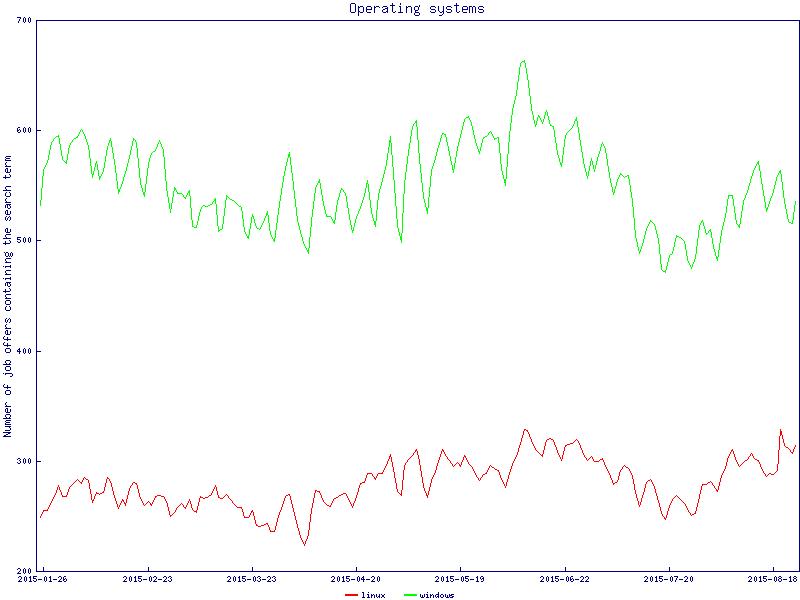 Operating systems
Number of job offers containing the search term
700
600
500
400
300
200
2015-01-26 2015-02-23 2015-03-23 2015-04-20 2015-05-19 2015-06-22 2015-07-20 2015-08-18
linux windows